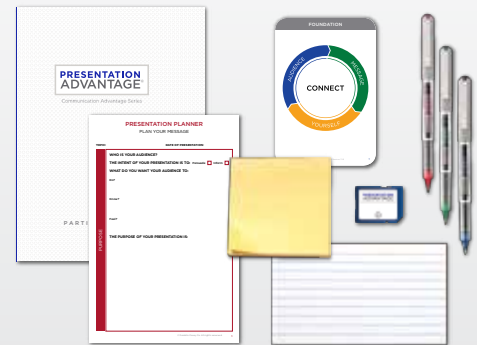 PRESENTATION
ADVANTAGE
Communication Advantage Series
PARTI
PRESENTATION PLANNER
PLAN YOUR MESSAGE
TOPIC: DATE OF PRESENTATION:
WHO IS YOUR AUDIENCE?
THE INTENT OF YOUR PRESENTATION IS TO:
WHAT DO YOU WANT YOUR AUDIENCE TO:
THE PURPOSE OF YOUR PRESENTATION IS:
PURPOSE
FOUNDATION
AUDIENCE
MESSAGE
CONNECT
YOURSELF